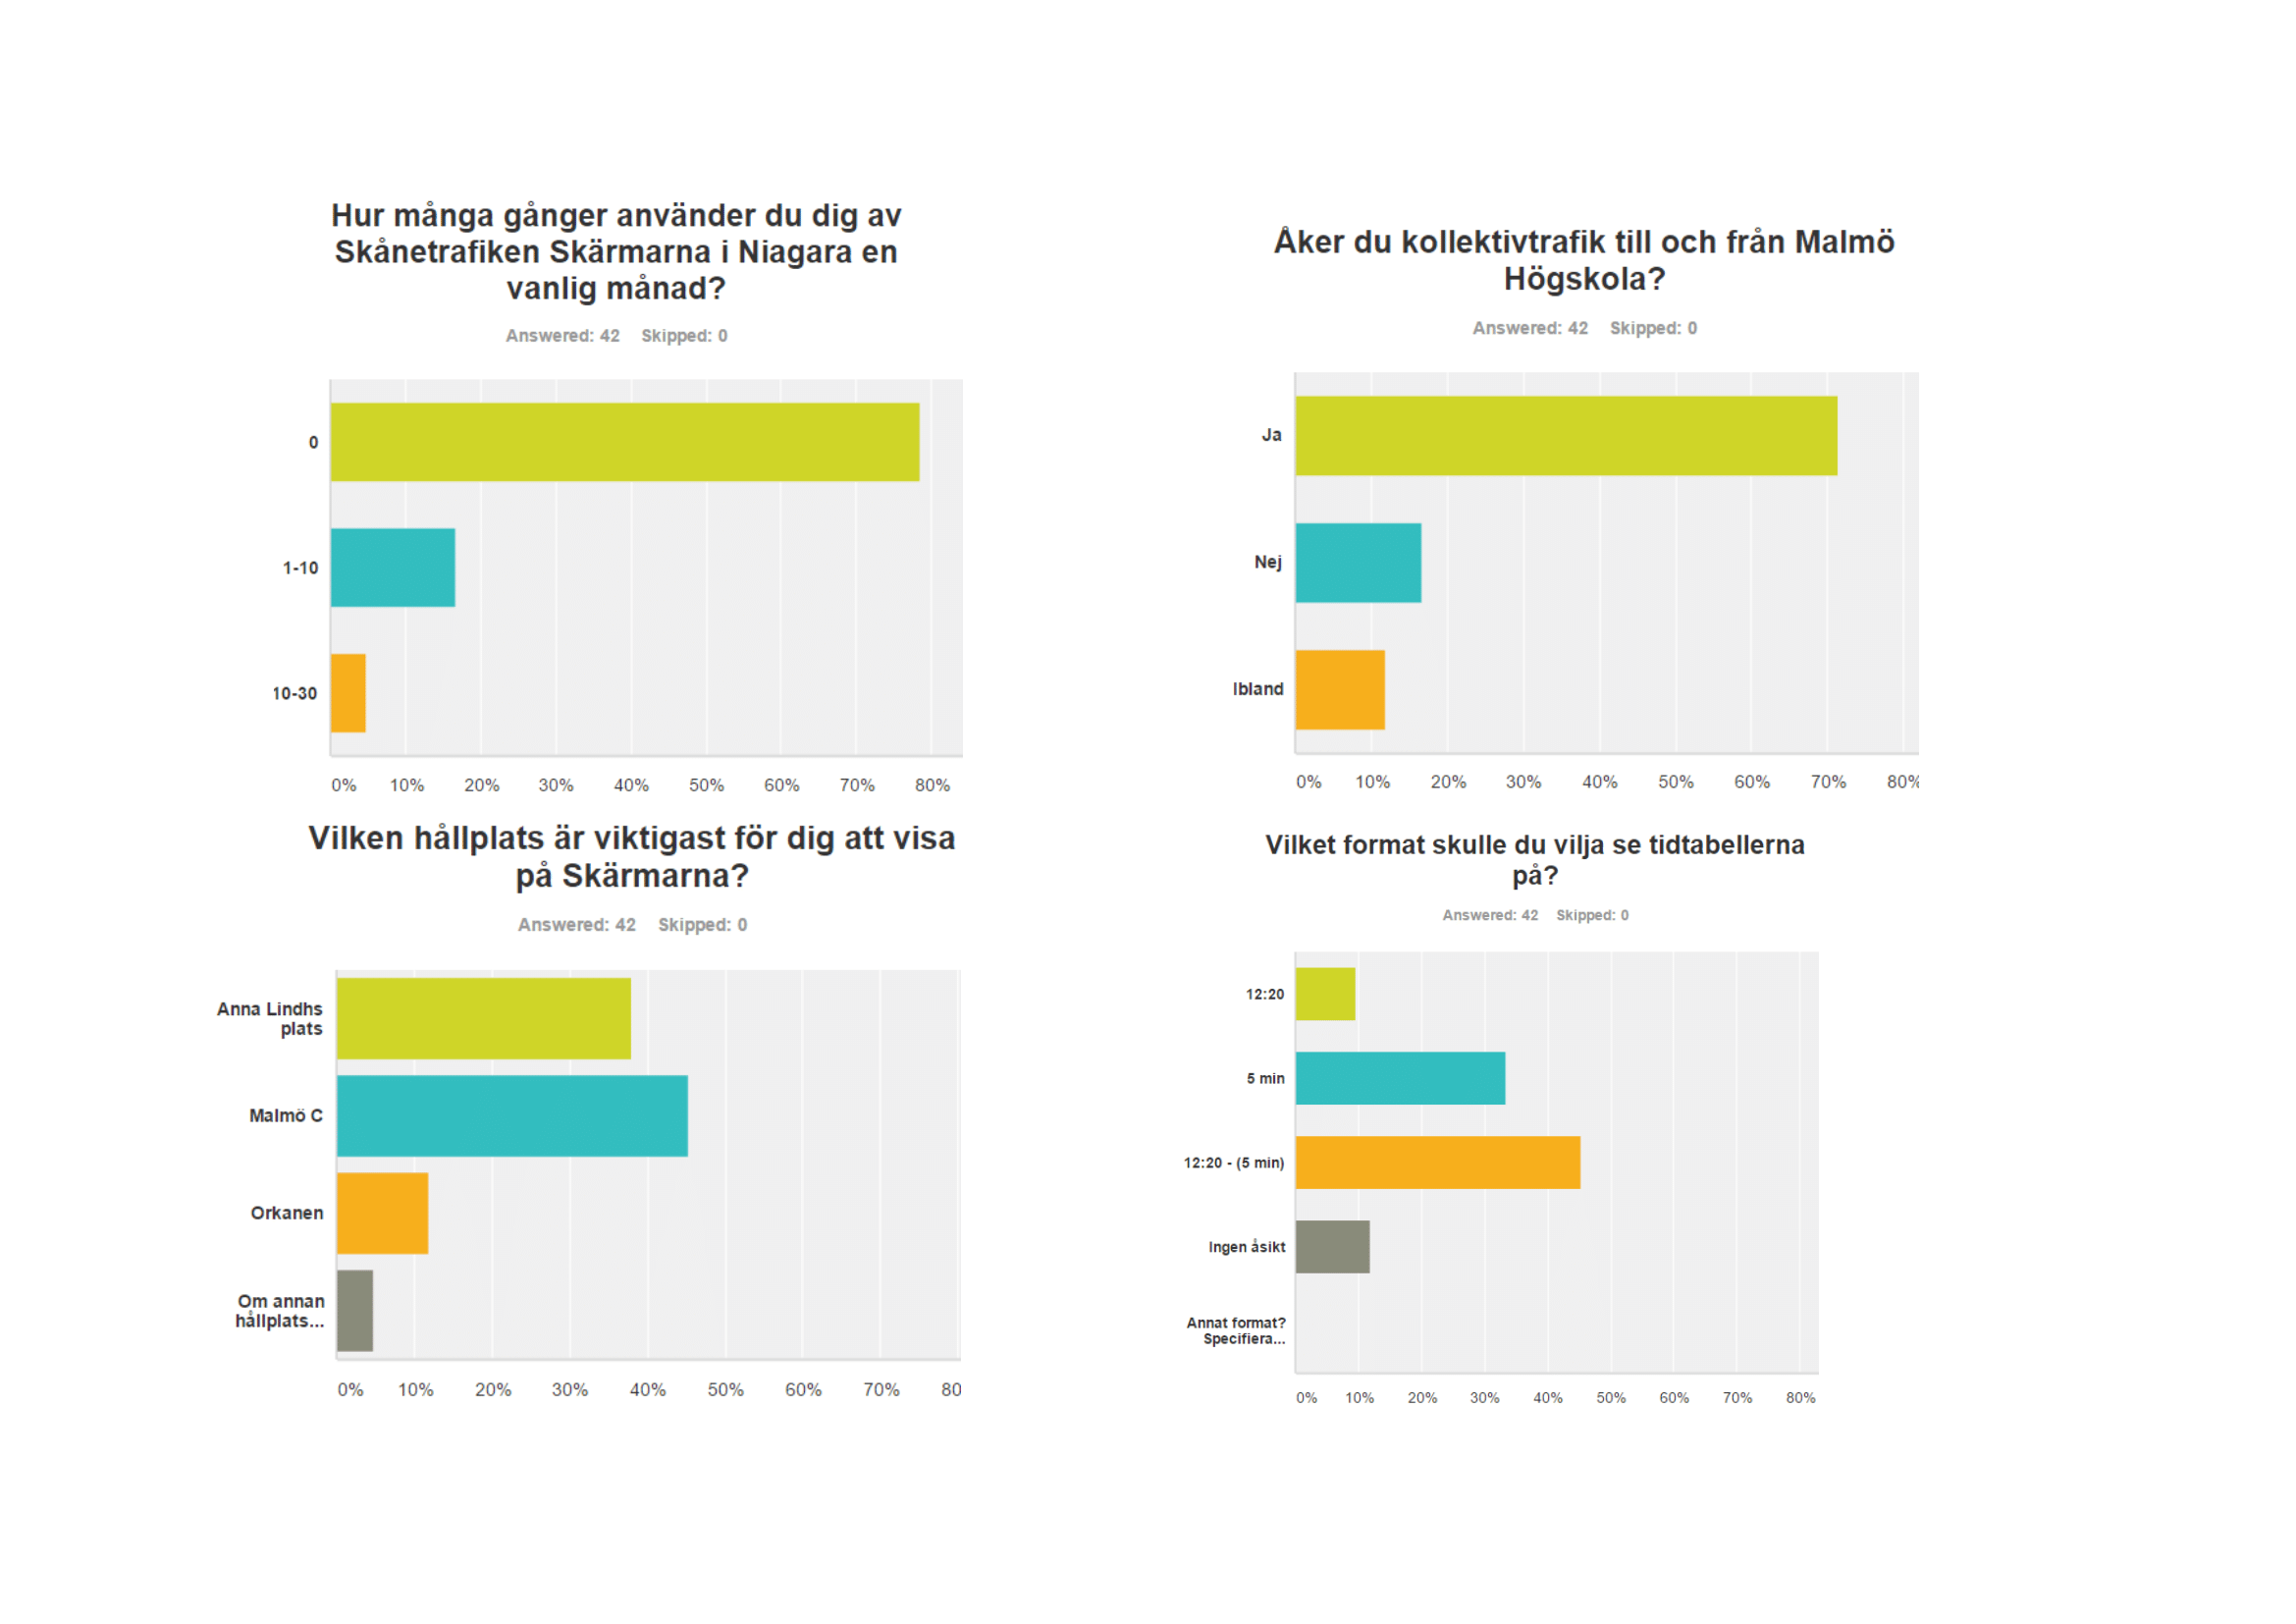 Hur många gånger använder du dig av
Skånetrafiken Skärmarna i Niagara en
vanlig månad?
Answered: 42 Skipped: 0
0
1-10
10-30
0% 10% 20% 30% 40% 50% 60% 70% 80%
Åker du kollektivtrafik till och från Malmö
Högskola?
Answered: 42 Skipped: 0
Ja
Nej
Ibland
0% 10% 20% 30% 40% 50% 60% 70% 80%
Vilken hållplats är viktigast för dig att visa
på Skärmarna?
Answered: 42 Skipped: 0
Anna Lindhs
plats
Malmö C
Orkanen
Om annan
hållplats...
0% 10% 20% 30% 40% 50% 60% 70% 80
Vilket format skulle du vilja se tidtabellerna
på?
Answered: 42 Skipped: 0
12:20
5 min
12:20 - (5 min)
Ingen åsikt
Annat format?
Specifiera...
0% 10% 20% 30% 40% 50% 60% 70% 80%